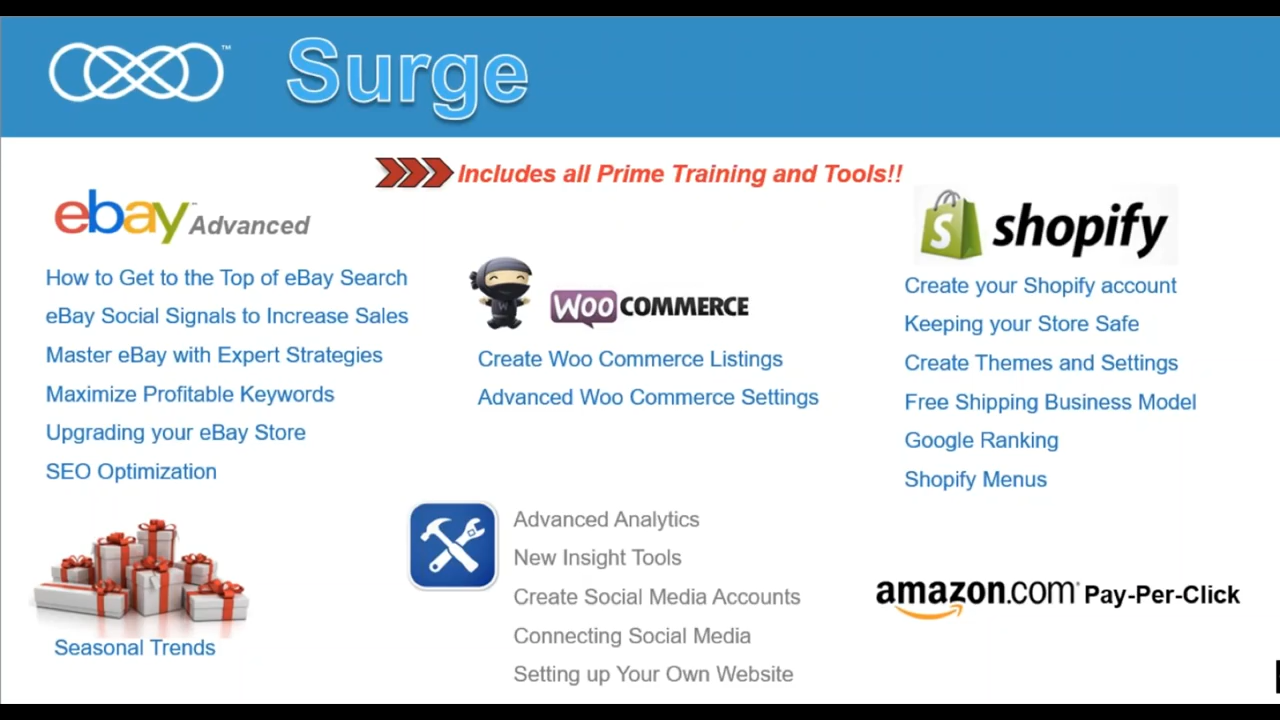 ™ Surge
Includes all Prime Training and Tools!!
ebay™ Advanced
How to Get to the Top of eBay Search
eBay Social Signals to Increase Sales
Master eBay with Expert Strategies
Maximize Profitable Keywords
Upgrading your eBay Store
SEO Optimization
W
WOO COMMERCE
Create Woo Commerce Listings
Advanced Woo Commerce Settings
S shopify
Create your Shopify account
Keeping your Store Safe
Create Themes and Settings
Free Shipping Business Model
Google Ranking
Shopify Menus
Seasonal Trends
Advanced Analytics
New Insight Tools
Create Social Media Accounts
Connecting Social Media
Setting up Your Own Website
amazon.com® Pay-Per-Click